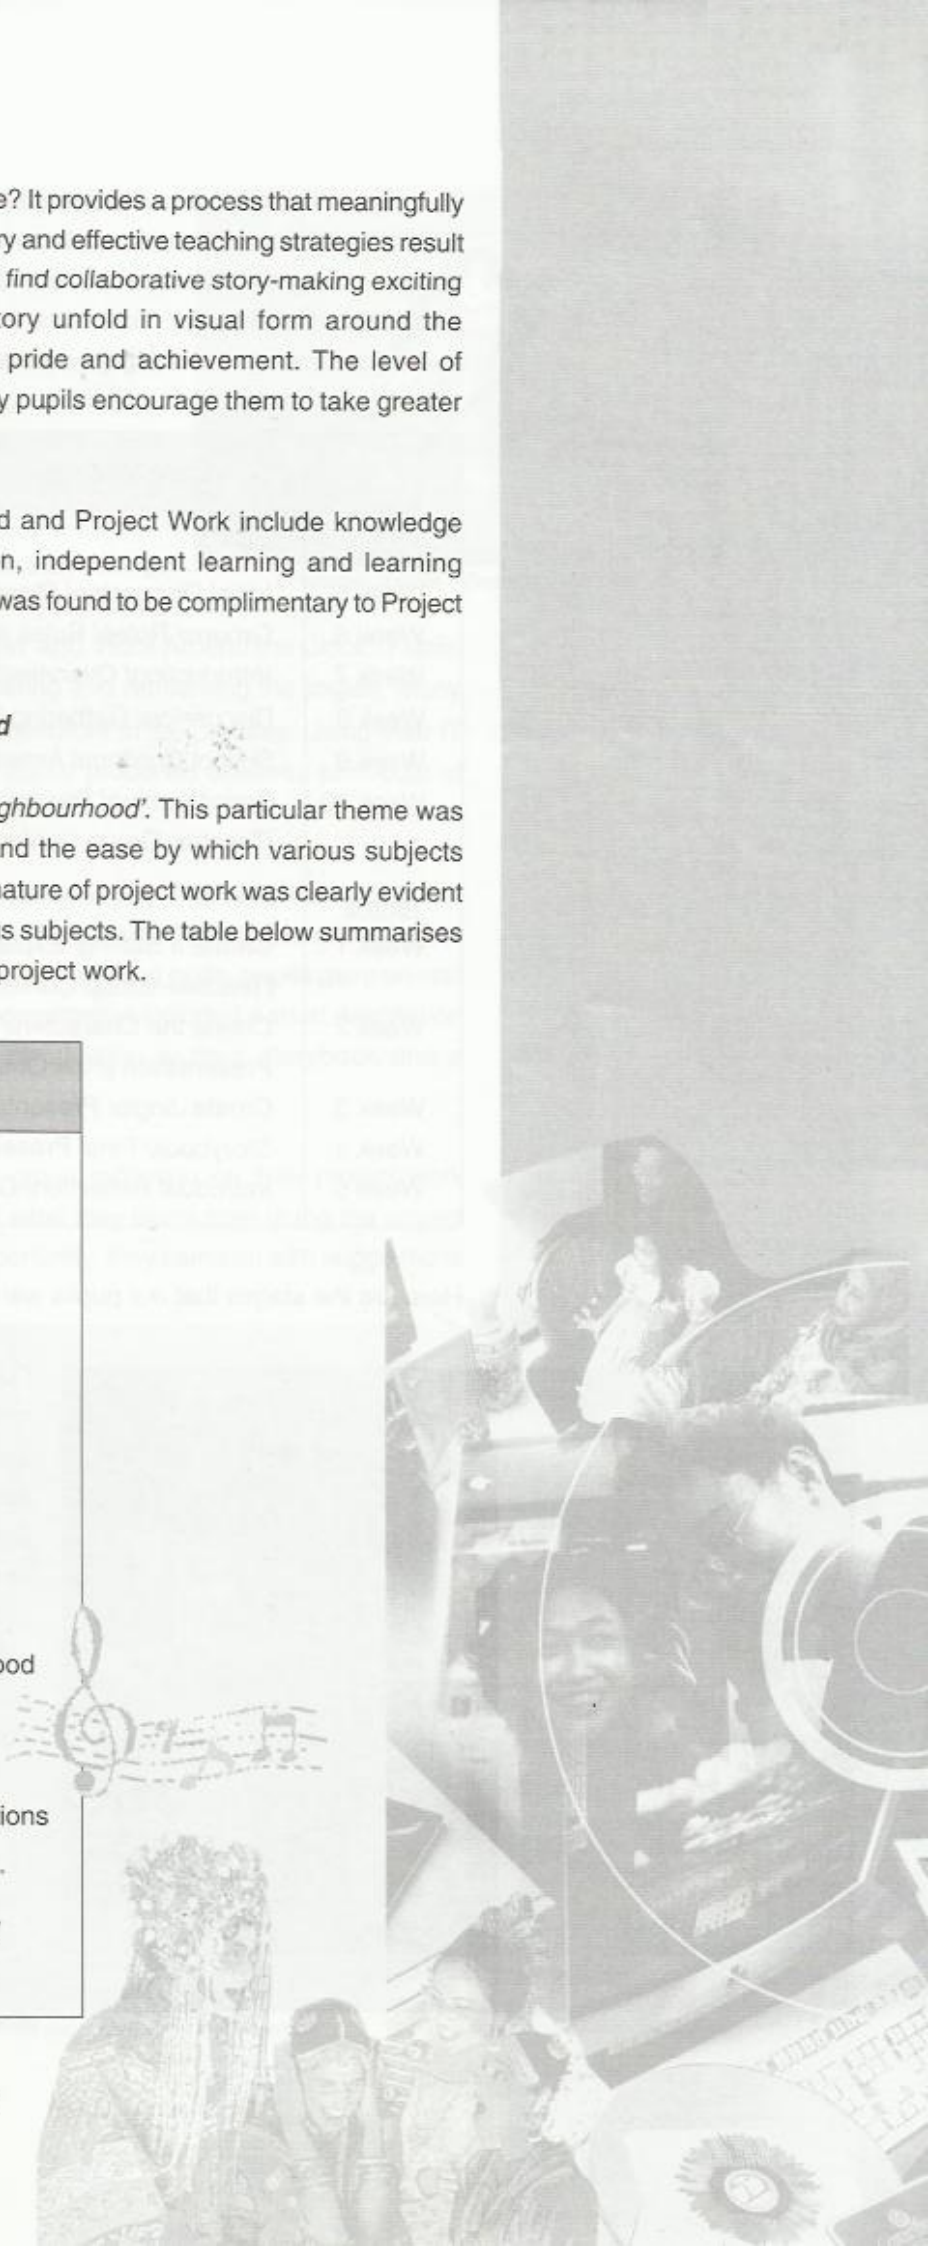 e? It provides a process that meaningfully
ry and effective teaching strategies result
find collaborative story-making exciting
tory unfold in visual form around the
pride and achievement. The level of
y pupils encourage them to take greater
d and Project Work include knowledge
n, independent learning and learning
was found to be complimentary to Project
d
ghbourhood'. This particular theme was
nd the ease by which various subjects
nature of project work was clearly evident
s subjects. The table below summarises
project work.
ood
ions